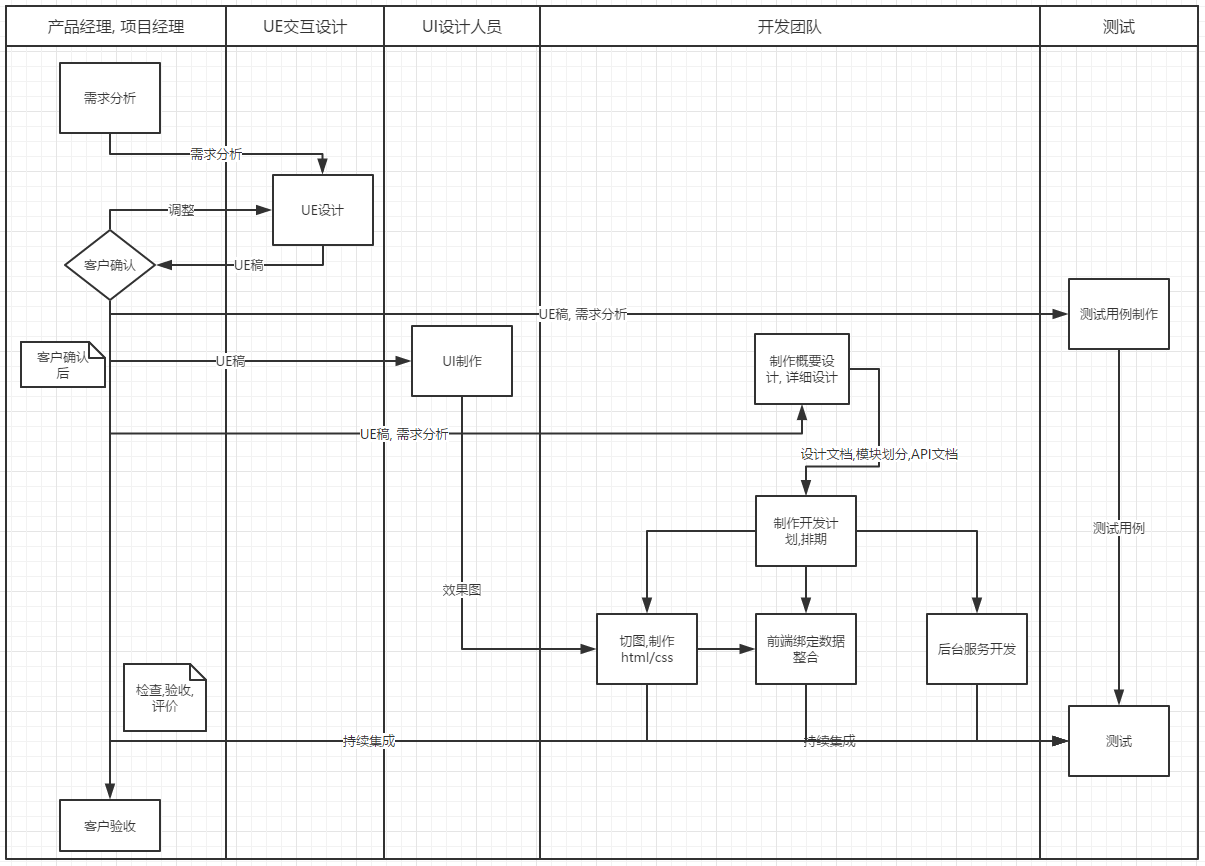 产品经理, 项目经理
UE交互设计
UI设计人员
开发团队
测试
需求分析
需求分析
UE设计
调整
客户确认
UE稿
UE稿, 需求分析
测试用例制作
客户确认
后
UE稿
UI制作
制作概要设
计, 详细设计
UE稿, 需求分析
设计文档,模块划分,API文档
制作开发计
划,排期
测试用例
效果图
切图,制作
html/css
前端绑定数据
整合
后台服务开发
检查,验收,
评价
持续集成
持续集成
测试
客户验收